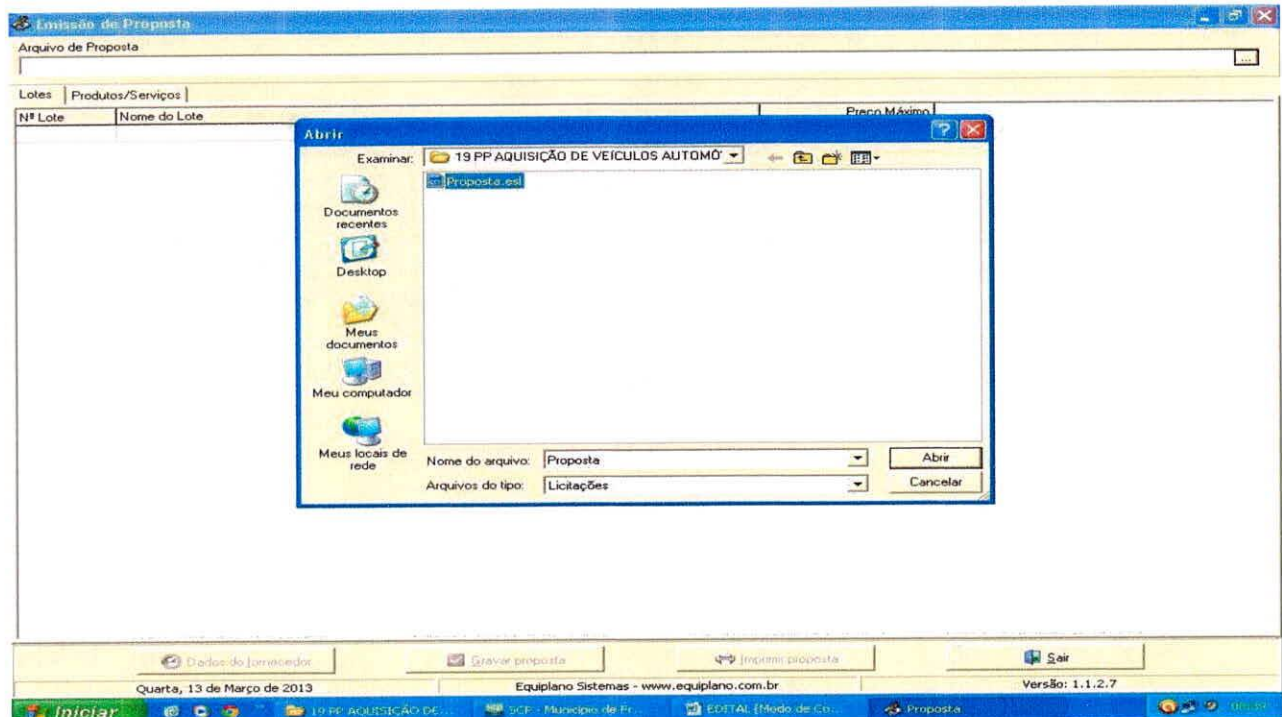 Emissão de Proposta
Arquivo de Proposta
...
Lotes Produtos/Serviços
Nº Lote Nome do Lote Preço Máximo
Abrir
Examinar: 19 PP AQUISIÇÃO DE VEÍCULOS AUTOMÓ
Proposta.esl
Documentos recentes
Desktop
Meus documentos
Meu computador
Meus locais de rede
Nome do arquivo: Proposta Abrir
Arquivos do tipo: Licitações Cancelar
Dados do fornecedor Gravar proposta Imprimir proposta Sair
Quarta, 13 de Março de 2013 Equiplano Sistemas - www.equiplano.com.br Versão: 1.1.2.7
Iniciar 19 PP AQUISIÇÃO DE... SCP - Município de Fr... EDITAL [Modo de Co... Proposta